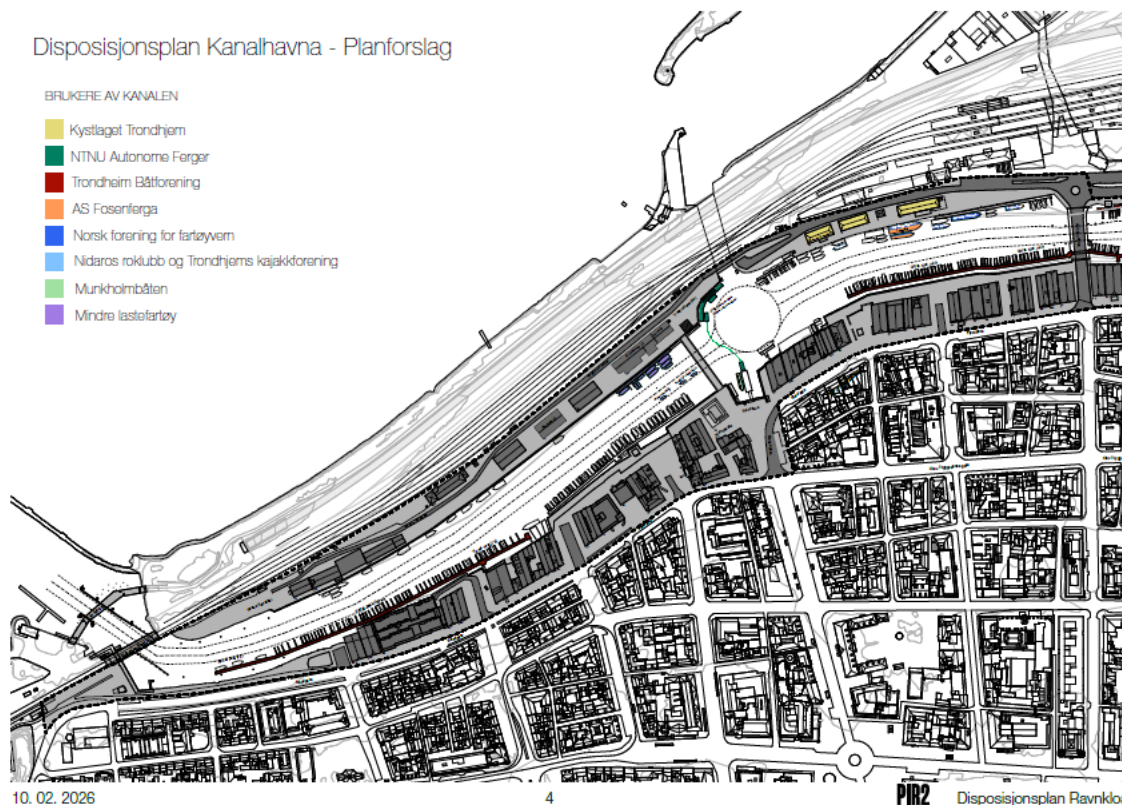 Disposisjonsplan Kanalhavna - Planforslag
BRUKERE AV KANALEN
Kystlaget Trondhjem
NTNU Autonome Ferger
Trondheim Båtforening
AS Fosenferga
Norsk forening for fartøyvern
Nidaros roklubb og Trondhjems kajakkforening
Munkholmbåten
Mindre lastefartøy
10. 02. 2026
4
PIR2
Disposisjonsplan Ravnklo